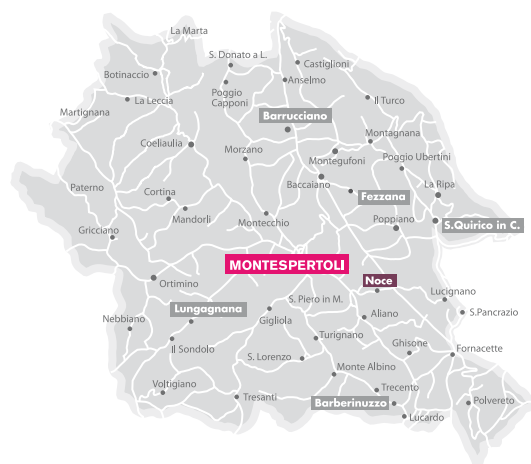 La Marta
S. Donato a L.
Castiglioni
Botinaccio
Anselmo
Poggio
Capponi
La Leccia
Il Turco
Martignana
Barrucciano
Montagnana
Coeliaulia
Morzano
Montegufoni
Poggio Ubertini
Baccaiano
La Ripa
Paterno
Cortina
Fezzana
Mandorli
Montecchio
Poppiano
S.Quirico in C.
Gricciano
MONTESPERTOLI
Ortimino
Noce
Lucignano
S. Piero in M.
Lungagnana
S.Pancrazio
Nebbiano
Gigliola
Aliano
Turignano
Il Sondolo
Ghisone
Fornacette
S. Lorenzo
Monte Albino
Voltigiano
Trecento
Tresanti
Barberinuzzo
Polvereto
Lucardo